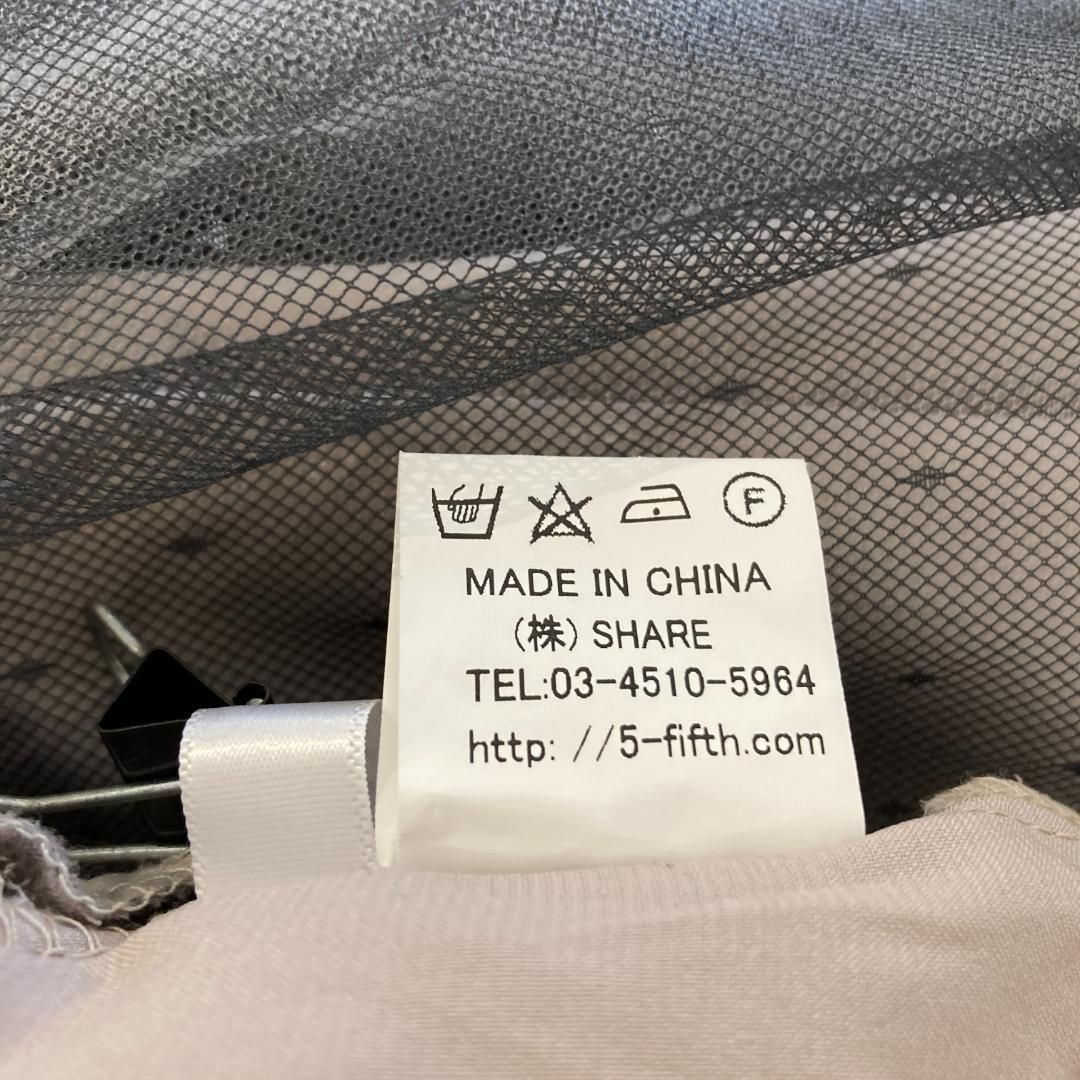 F
MADE IN CHINA
(株) SHARE
TEL:03-4510-5964
http: //5-fifth.com